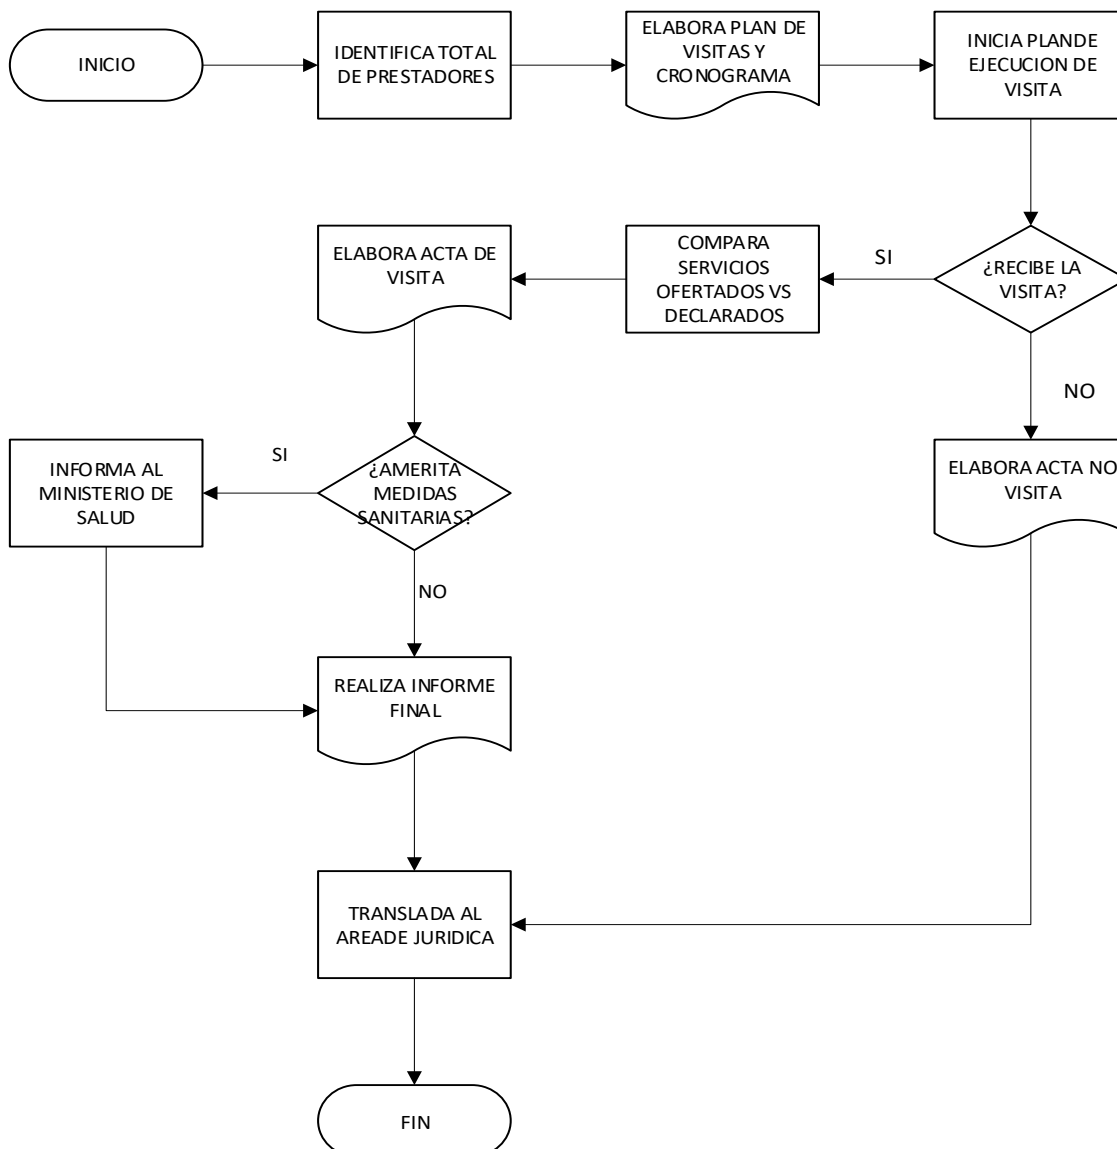 INICIO
IDENTIFICA TOTAL
DE PRESTADORES
ELABORA PLAN DE
VISITAS Y
CRONOGRAMA
INICIA PLANDE
EJECUCION DE
VISITA
¿RECIBE LA
VISITA?
SI
COMPARA
SERVICIOS
OFERTADOS VS
DECLARADOS
ELABORA ACTA DE
VISITA
NO
ELABORA ACTA NO
VISITA
¿AMERITA
MEDIDAS
SANITARIAS?
SI
INFORMA AL
MINISTERIO DE
SALUD
NO
REALIZA INFORME
FINAL
TRANSLADA AL
AREADE JURIDICA
FIN